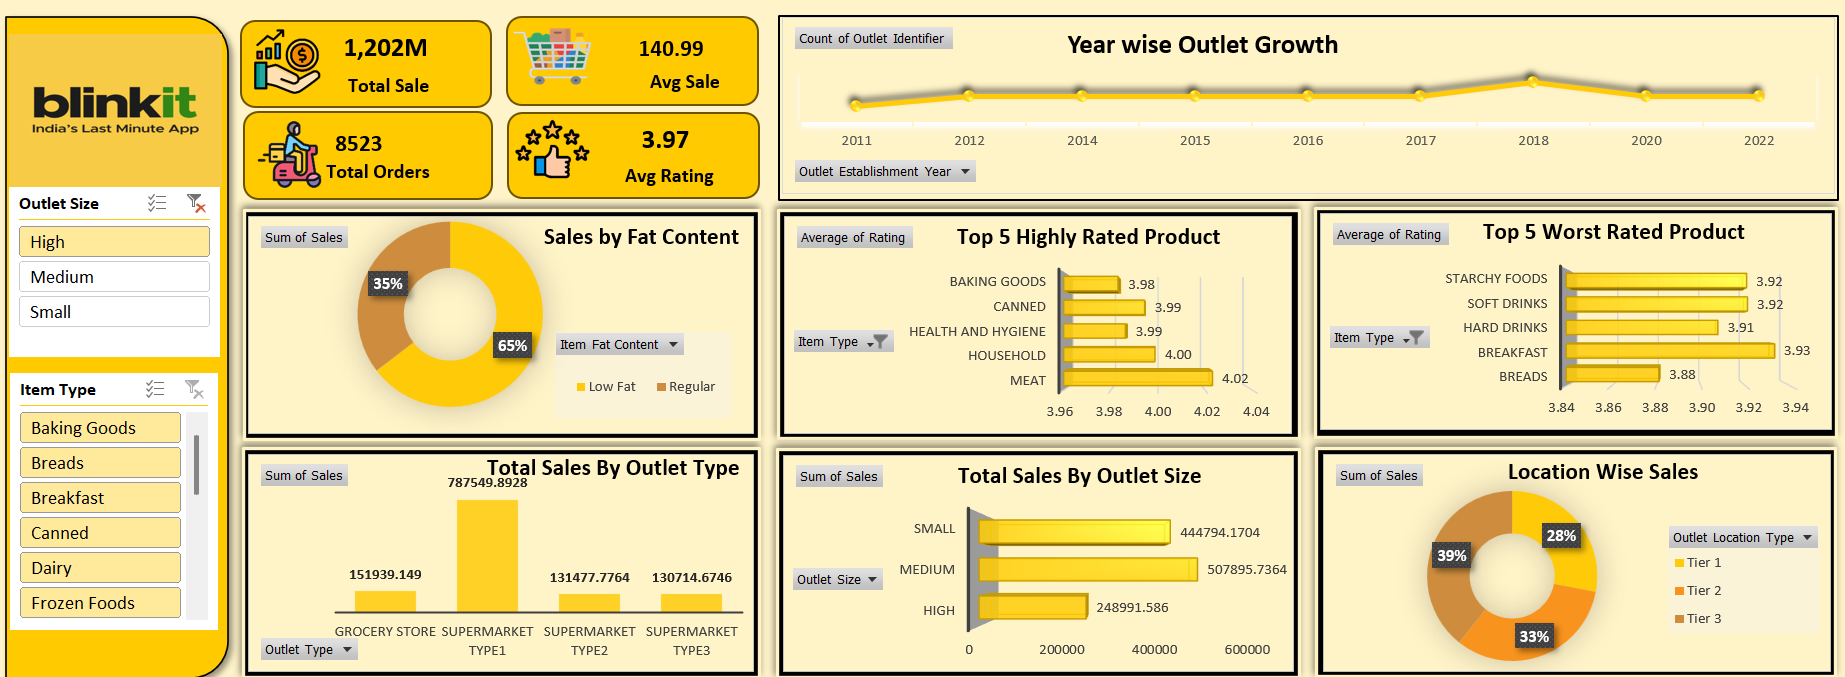 blinkit
India's Last Minute App
Outlet Size
High
Medium
Small
Item Type
Baking Goods
Breads
Breakfast
Canned
Dairy
Frozen Foods
1,202M
Total Sale
140.99
Avg Sale
8523
Total Orders
3.97
Avg Rating
Count of Outlet Identifier
Year wise Outlet Growth
2011 2012 2014 2015 2016 2017 2018 2020 2022
Outlet Establishment Year
Sum of Sales
Sales by Fat Content
35%
65%
Item Fat Content
Low Fat Regular
Average of Rating
Top 5 Highly Rated Product
BAKING GOODS 3.98
CANNED 3.99
HEALTH AND HYGIENE 3.99
HOUSEHOLD 4.00
MEAT 4.02
Item Type
3.96 3.98 4.00 4.02 4.04
Average of Rating
Top 5 Worst Rated Product
STARCHY FOODS 3.92
SOFT DRINKS 3.92
HARD DRINKS 3.91
BREAKFAST 3.93
BREADS 3.88
Item Type
3.84 3.86 3.88 3.90 3.92 3.94
Sum of Sales
Total Sales By Outlet Type
787549.8928
151939.149 131477.7764 130714.6746
GROCERY STORE SUPERMARKET SUPERMARKET SUPERMARKET
TYPE1 TYPE2 TYPE3
Outlet Type
Sum of Sales
Total Sales By Outlet Size
SMALL 444794.1704
MEDIUM 507895.7364
HIGH 248991.586
Outlet Size
0 200000 400000 600000
Sum of Sales
Location Wise Sales
28%
39%
33%
Outlet Location Type
Tier 1
Tier 2
Tier 3